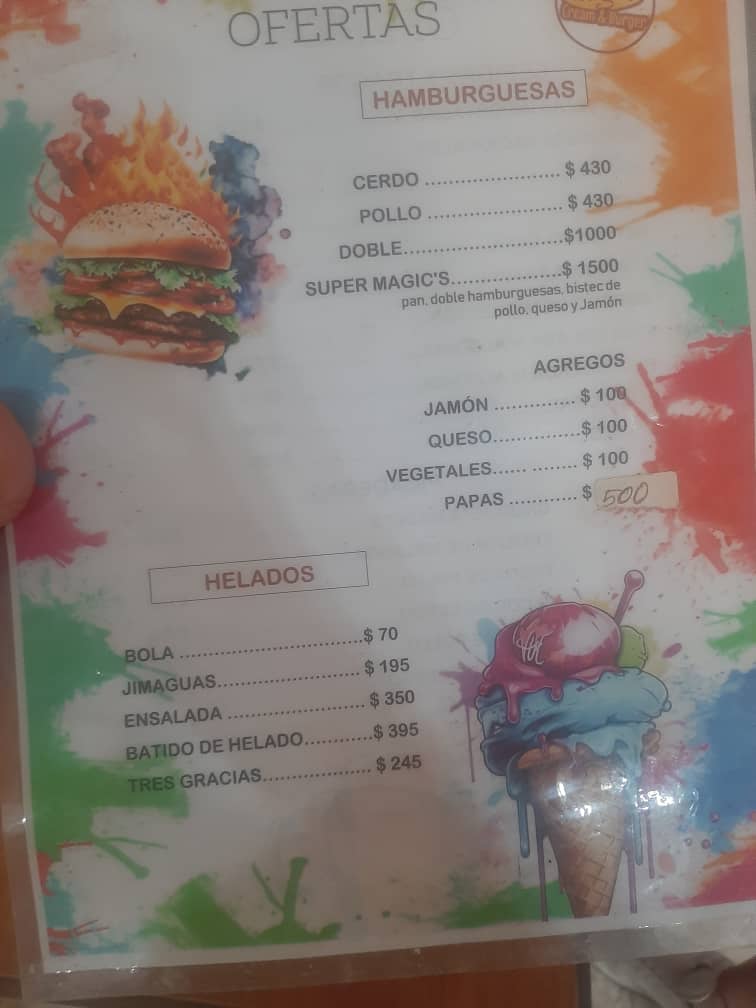 OFERTAS
Cream & Burger
HAMBURGUESAS
CERDO ...................... $ 430
POLLO ...................... $ 430
DOBLE...........................$1000
SUPER MAGIC'S..................$ 1500
pan, doble hamburguesas, bistec de
pollo, queso y Jamón
AGREGOS
JAMÓN .............. $ 100
QUESO...............$ 100
VEGETALES...... ........ $ 100
PAPAS ............ $ 500
HELADOS
BOLA ...............................$ 70
JIMAGUAS........................ $ 195
ENSALADA ....................... $ 350
BATIDO DE HELADO...........$ 395
TRES GRACIAS.................. $ 245